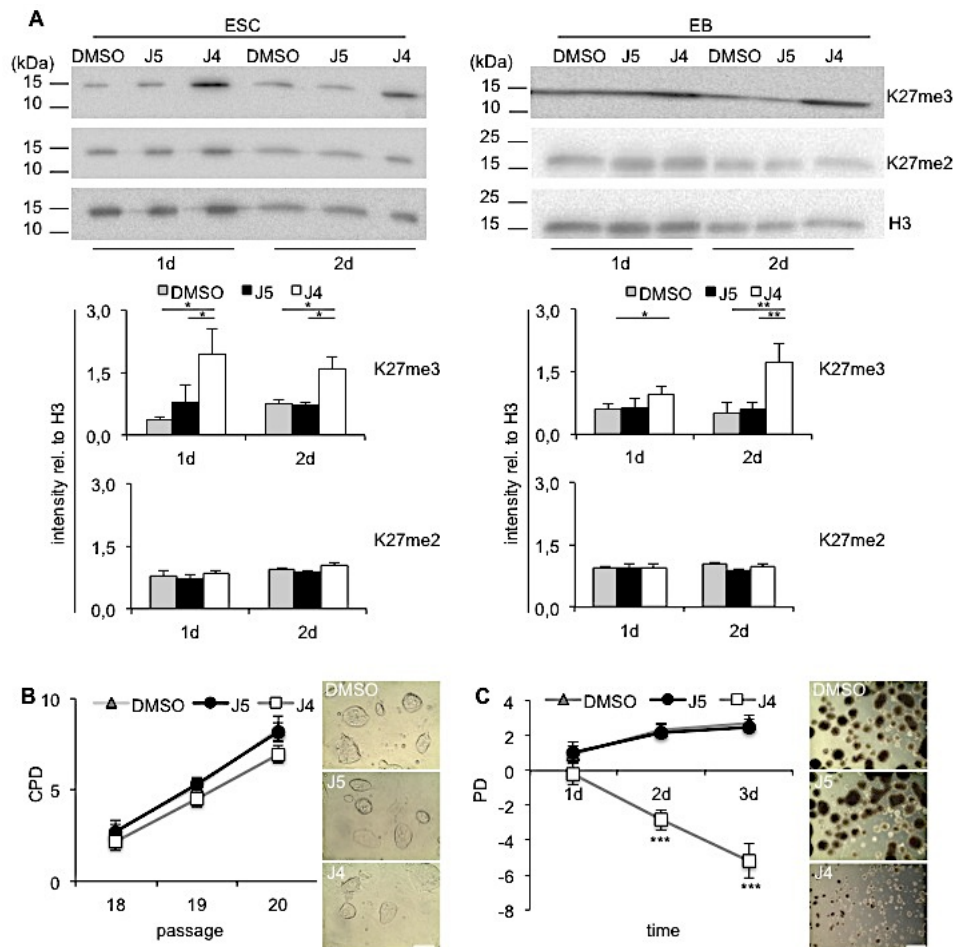 A
ESC
DMSO J5 J4 DMSO J5 J4
(kDa)
15
10
15
10
15
10
1d 2d
EB
DMSO J5 J4 DMSO J5 J4
(kDa)
15
10
K27me3
25
15
K27me2
25
15
H3
1d 2d
DMSO J5 J4
* *
* *
3,0
1,5
0,0
K27me3
1d 2d
intensity rel. to H3
3,0
1,5
0,0
K27me2
1d 2d
DMSO J5 J4
* **
**
3,0
1,5
0,0
K27me3
1d 2d
intensity rel. to H3
3,0
1,5
0,0
K27me2
1d 2d
B
DMSO J5 J4
10
5
0
CPD
18 19 20
passage
DMSO
J5
J4
C
DMSO J5 J4
4
2
0
-2
-4
-6
-8
PD
1d 2d 3d
***
***
time
DMSO
J5
J4